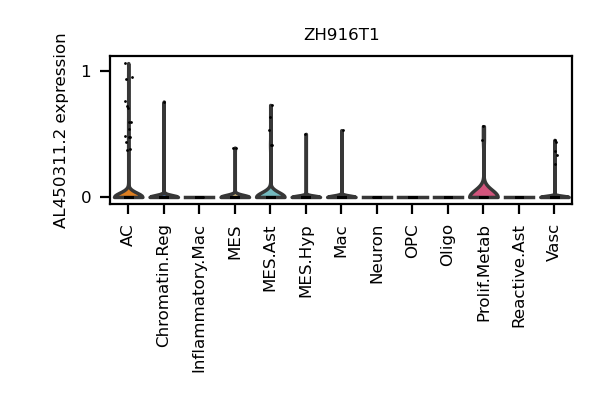 ZH916T1
AL450311.2 expression
1
0
AC
Chromatin.Reg
Inflammatory.Mac
MES
MES.Ast
MES.Hyp
Mac
Neuron
OPC
Oligo
Prolif.Metab
Reactive.Ast
Vasc